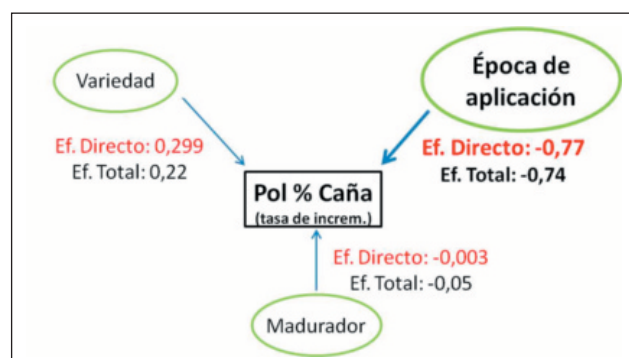 Variedad
Ef. Directo: 0,299
Ef. Total: 0,22
Época de
aplicación
Ef. Directo: -0,77
Ef. Total: -0,74
Pol % Caña
(tasa de increm.)
Ef. Directo: -0,003
Ef. Total: -0,05
Madurador